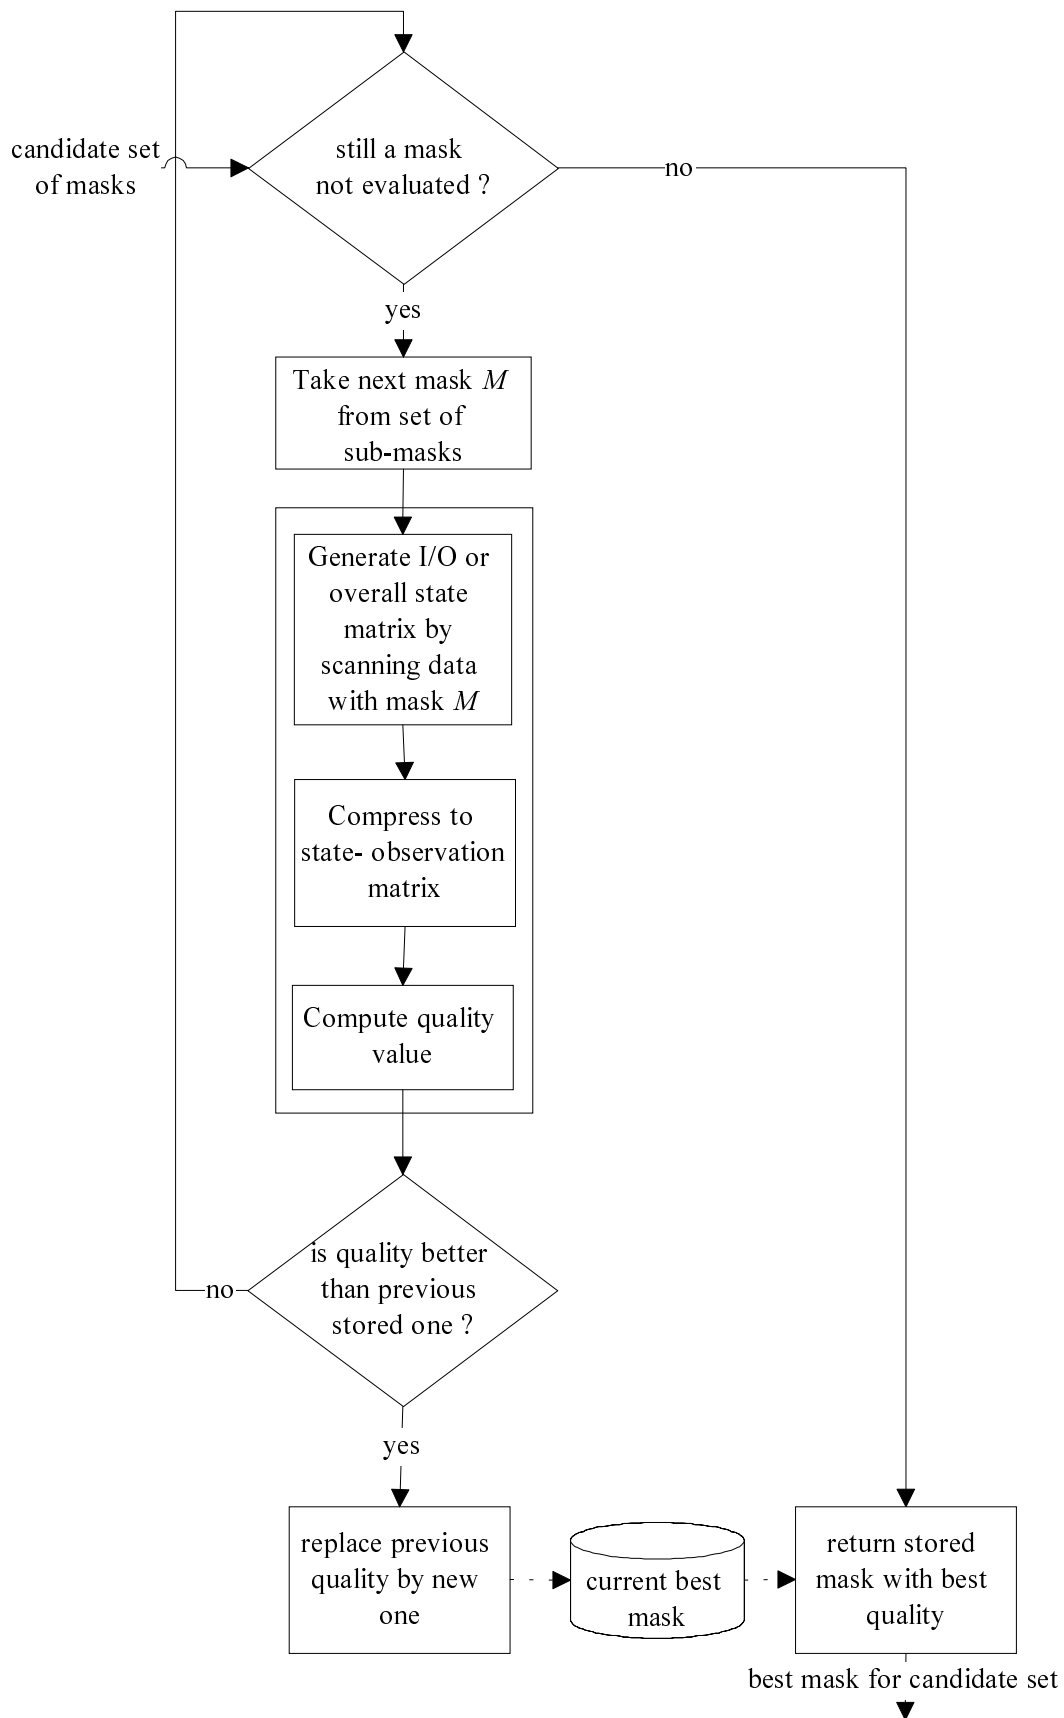 candidate set
of masks
still a mask
not evaluated ?
no
yes
Take next mask M
from set of
sub-masks
Generate I/O or
overall state
matrix by
scanning data
with mask M
Compress to
state- observation
matrix
Compute quality
value
is quality better
than previous
stored one ?
no
yes
replace previous
quality by new
one
current best
mask
return stored
mask with best
quality
best mask for candidate set